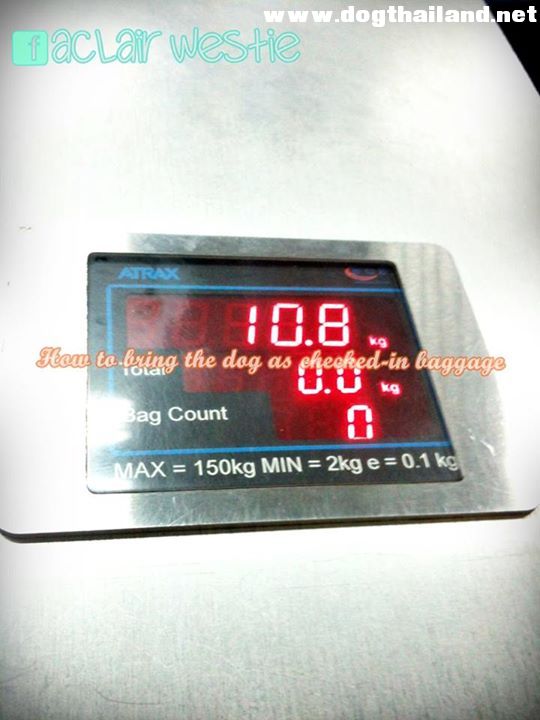 www.dogthailand.net
f aclair westie
ATRAX
10.8 kg
How to bring the dog as checked-in baggage
Total 0.0 kg
Bag Count 0
MAX = 150kg MIN = 2kg e = 0.1 kg